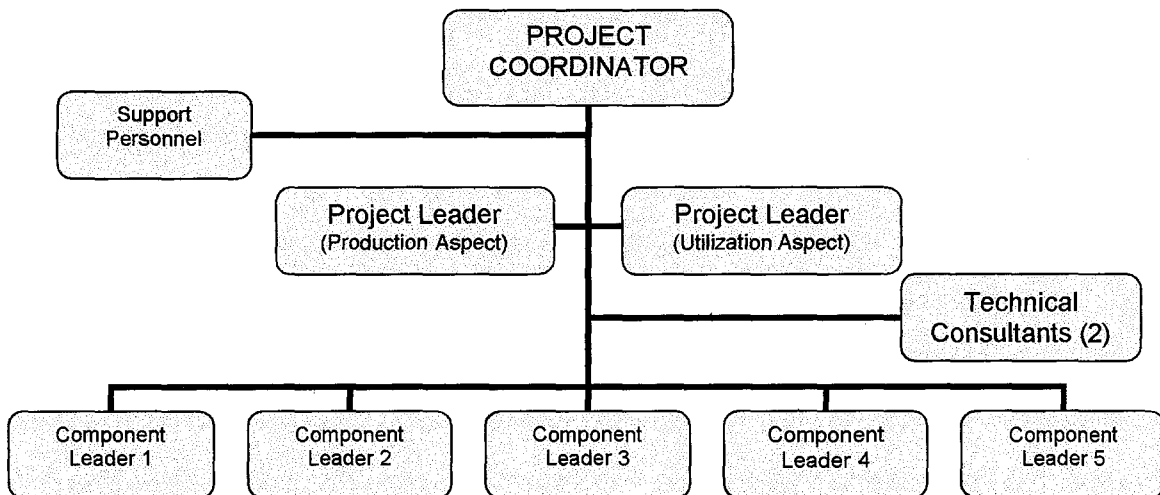 PROJECT
COORDINATOR
Support
Personnel
Project Leader
(Production Aspect)
Project Leader
(Utilization Aspect)
Technical
Consultants (2)
Component
Leader 1
Component
Leader 2
Component
Leader 3
Component
Leader 4
Component
Leader 5